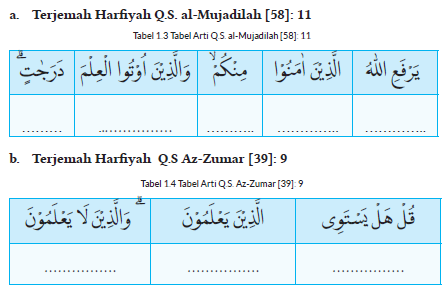 a. Terjemah Harfiyah Q.S. al-Mujadilah [58]: 11
Tabel 1.3 Tabel Arti Q.S. al-Mujadilah [58]: 11
يَرْفَعِ اللهُ الَّذِيْنَ اٰمَنُوْا مِنْكُمْۙ وَالَّذِيْنَ اُوْتُوا الْعِلْمَ دَرَجٰتٍۗ
.............. .............. ........... .................. .........
b. Terjemah Harfiyah Q.S Az-Zumar [39]: 9
Tabel 1.4 Tabel Arti Q.S. Az-Zumar [39]: 9
قُلْ هَلْ يَسْتَوِى الَّذِيْنَ يَعْلَمُوْنَ وَالَّذِيْنَ لَا يَعْلَمُوْنَۗ
................ ................ ................